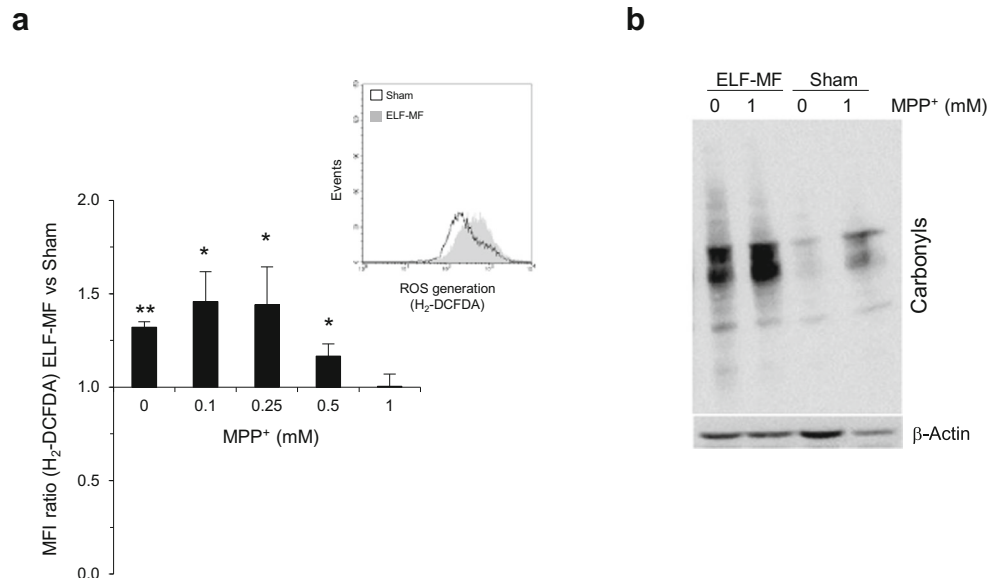 a
b
Sham
ELF-MF
Events
ROS generation
(H₂-DCFDA)
MFI ratio (H₂-DCFDA) ELF-MF vs Sham
2.0
1.5
1.0
0.5
0.0
**
*
*
*
0 0.1 0.25 0.5 1
MPP⁺ (mM)
ELF-MF Sham
0 1 0 1 MPP⁺ (mM)
Carbonyls
β-Actin